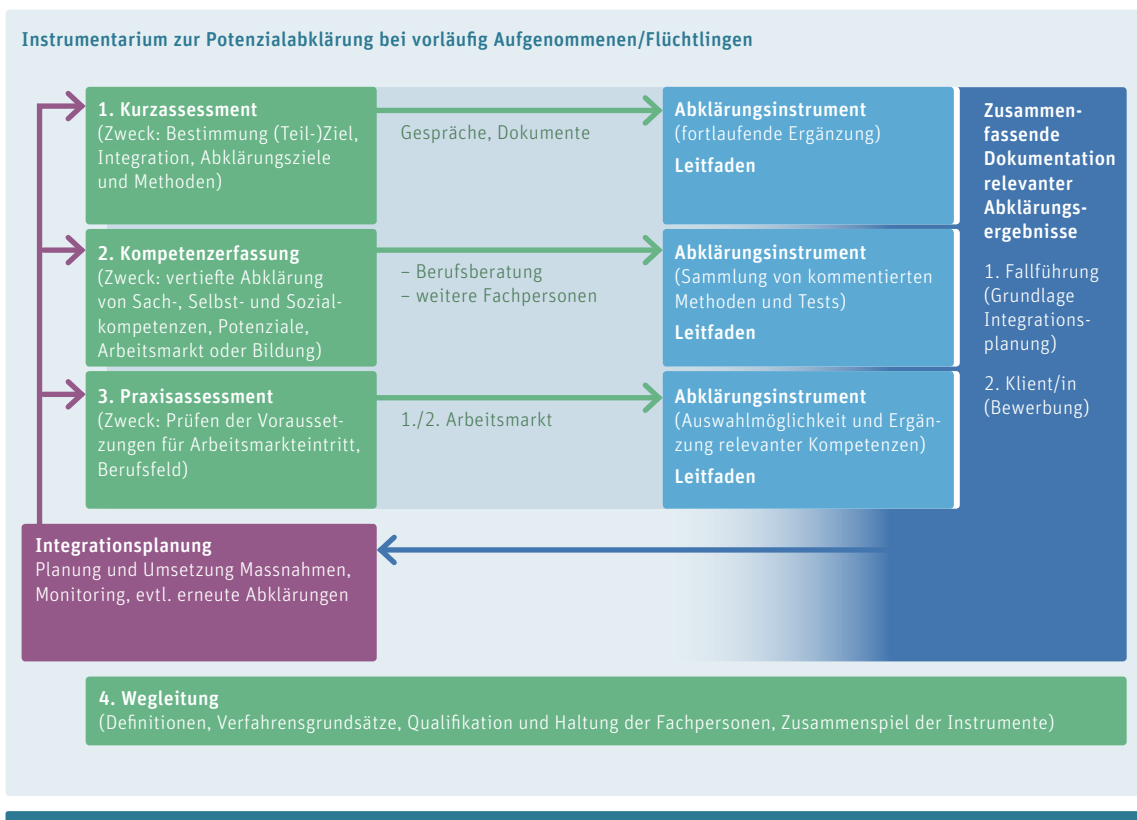 Instrumentarium zur Potenzialabklärung bei vorläufig Aufgenommenen/Flüchtlingen
1. Kurzassessment
(Zweck: Bestimmung (Teil-)Ziel,
Integration, Abklärungsziele
und Methoden)
Gespräche, Dokumente
Abklärungsinstrument
(fortlaufende Ergänzung)
Leitfaden
2. Kompetenzerfassung
(Zweck: vertiefte Abklärung
von Sach-, Selbst- und Sozial-
kompetenzen, Potenziale,
Arbeitsmarkt oder Bildung)
– Berufsberatung
– weitere Fachpersonen
Abklärungsinstrument
(Sammlung von kommentierten
Methoden und Tests)
Leitfaden
3. Praxisassessment
(Zweck: Prüfen der Vorausset-
zungen für Arbeitsmarkteintritt,
Berufsfeld)
1./2. Arbeitsmarkt
Abklärungsinstrument
(Auswahlmöglichkeit und Ergän-
zung relevanter Kompetenzen)
Leitfaden
Zusammen-
fassende
Dokumentation
relevanter
Abklärungs-
ergebnisse
1. Fallführung
(Grundlage
Integrations-
planung)
2. Klient/in
(Bewerbung)
Integrationsplanung
Planung und Umsetzung Massnahmen,
Monitoring, evtl. erneute Abklärungen
4. Wegleitung
(Definitionen, Verfahrensgrundsätze, Qualifikation und Haltung der Fachpersonen, Zusammenspiel der Instrumente)